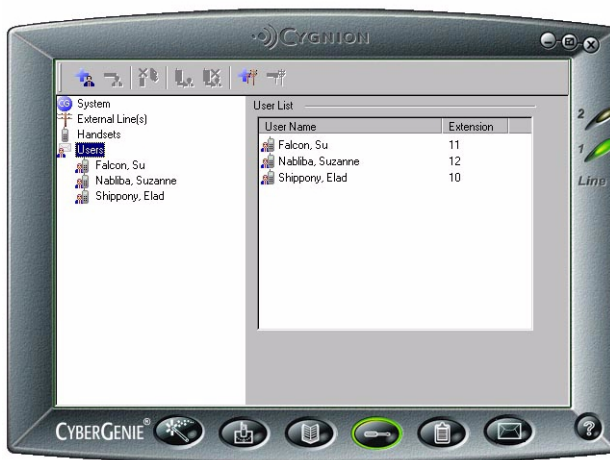 CYGNION
System
External Line(s)
Handsets
Users
Falcon, Su
Nabliba, Suzanne
Shippony, Elad
User List
User Name Extension
Falcon, Su 11
Nabliba, Suzanne 12
Shippony, Elad 10
2
1
Line
CG
CYBERGENIE®
?